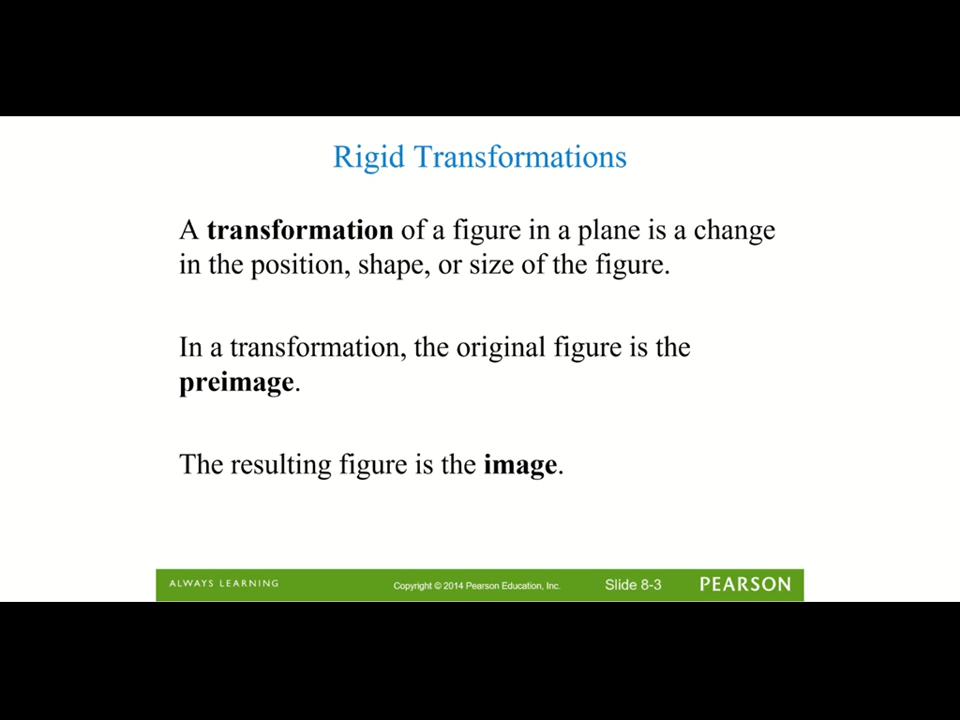 Rigid Transformations
A transformation of a figure in a plane is a change
in the position, shape, or size of the figure.
In a transformation, the original figure is the
preimage.
The resulting figure is the image.
ALWAYS LEARNING
Copyright © 2014 Pearson Education, Inc.
Slide 8-3
PEARSON